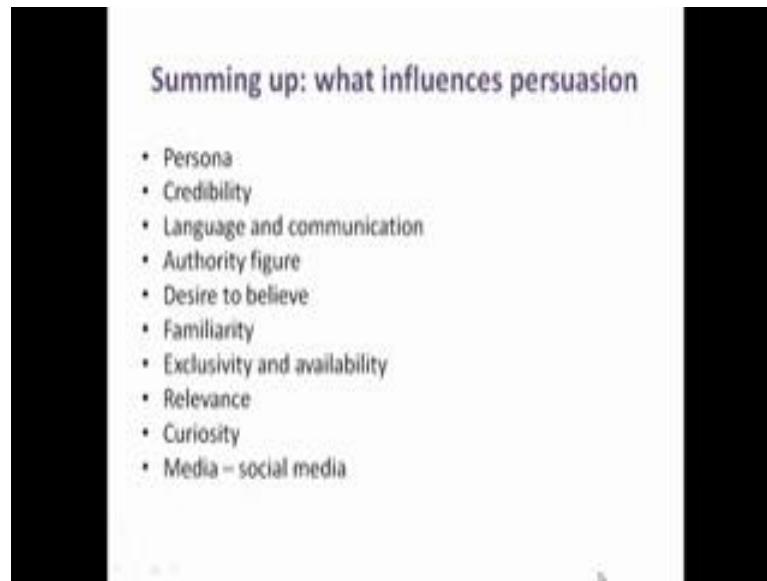 Summing up: what influences persuasion
• Persona
• Credibility
• Language and communication
• Authority figure
• Desire to believe
• Familiarity
• Exclusivity and availability
• Relevance
• Curiosity
• Media – social media